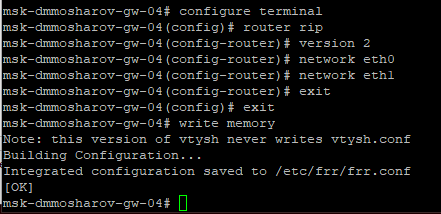 msk-dmmosharov-gw-04# configure terminal
msk-dmmosharov-gw-04(config)# router rip
msk-dmmosharov-gw-04(config-router)# version 2
msk-dmmosharov-gw-04(config-router)# network eth0
msk-dmmosharov-gw-04(config-router)# network eth1
msk-dmmosharov-gw-04(config-router)# exit
msk-dmmosharov-gw-04(config)# exit
msk-dmmosharov-gw-04# write memory
Note: this version of vtysh never writes vtysh.conf
Building Configuration...
Integrated configuration saved to /etc/frr/frr.conf
[OK]
msk-dmmosharov-gw-04#